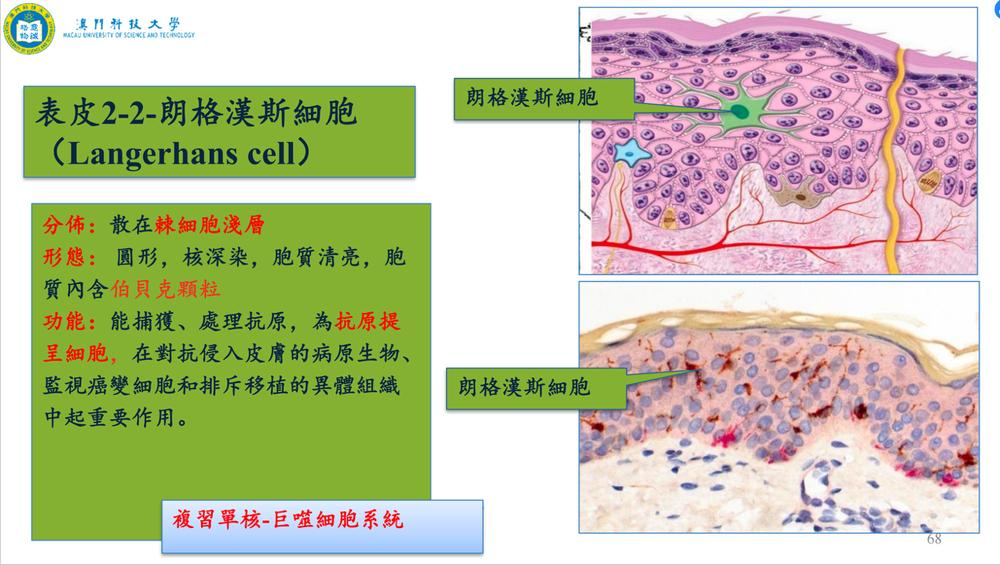 澳門科技大學
MACAU UNIVERSITY OF SCIENCE AND TECHNOLOGY
表皮2-2-朗格漢斯細胞
（Langerhans cell）
分佈：散在棘細胞淺層
形態： 圓形，核深染，胞質清亮，胞
質內含伯貝克顆粒
功能：能捕獲、處理抗原，為抗原提
呈細胞，在對抗侵入皮膚的病原生物、
監視癌變細胞和排斥移植的異體組織
中起重要作用。
複習單核-巨噬細胞系統
朗格漢斯細胞
朗格漢斯細胞
68